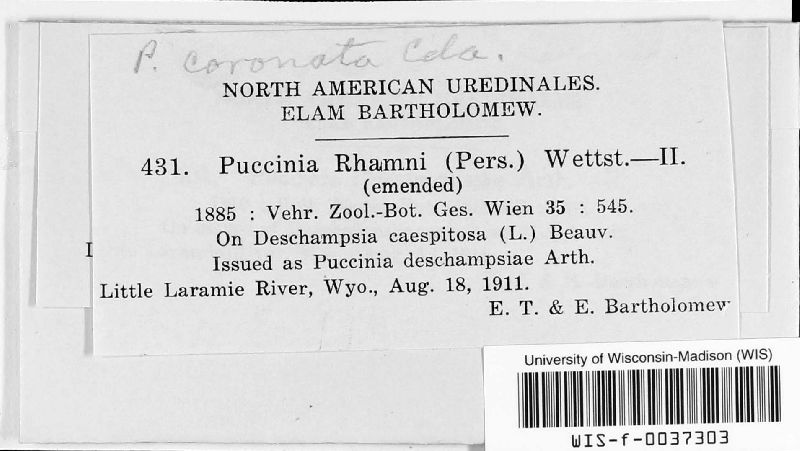 P. coronata Cda.
NORTH AMERICAN UREDINALES.
ELAM BARTHOLOMEW.
431. Puccinia Rhamni (Pers.) Wettst.—II.
(emended)
1885 : Vehr. Zool.-Bot. Ges. Wien 35 : 545.
On Deschampsia caespitosa (L.) Beauv.
Issued as Puccinia deschampsiae Arth.
Little Laramie River, Wyo., Aug. 18, 1911.
E. T. & E. Bartholomew
University of Wisconsin-Madison (WIS)
WIS-f-0037303